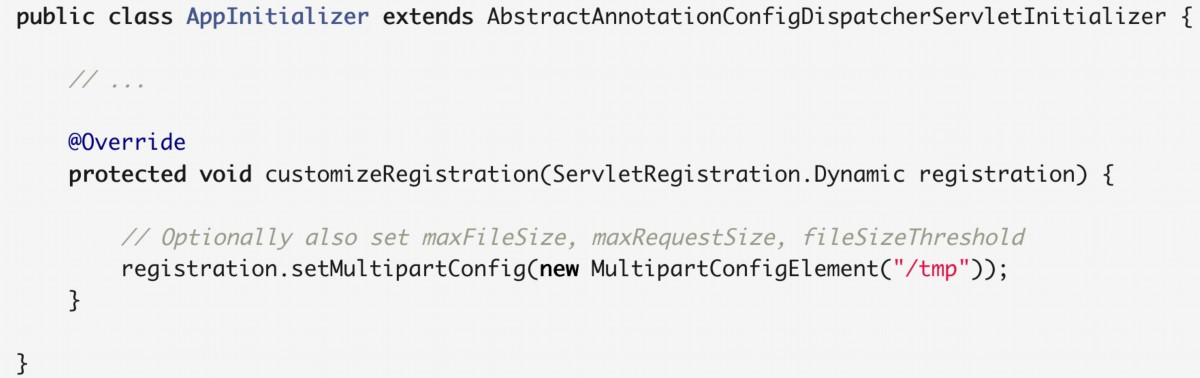 public class AppInitializer extends AbstractAnnotationConfigDispatcherServletInitializer {
// ...
@Override
protected void customizeRegistration(ServletRegistration.Dynamic registration) {
// Optionally also set maxFileSize, maxRequestSize, fileSizeThreshold
registration.setMultipartConfig(new MultipartConfigElement("/tmp"));
}
}